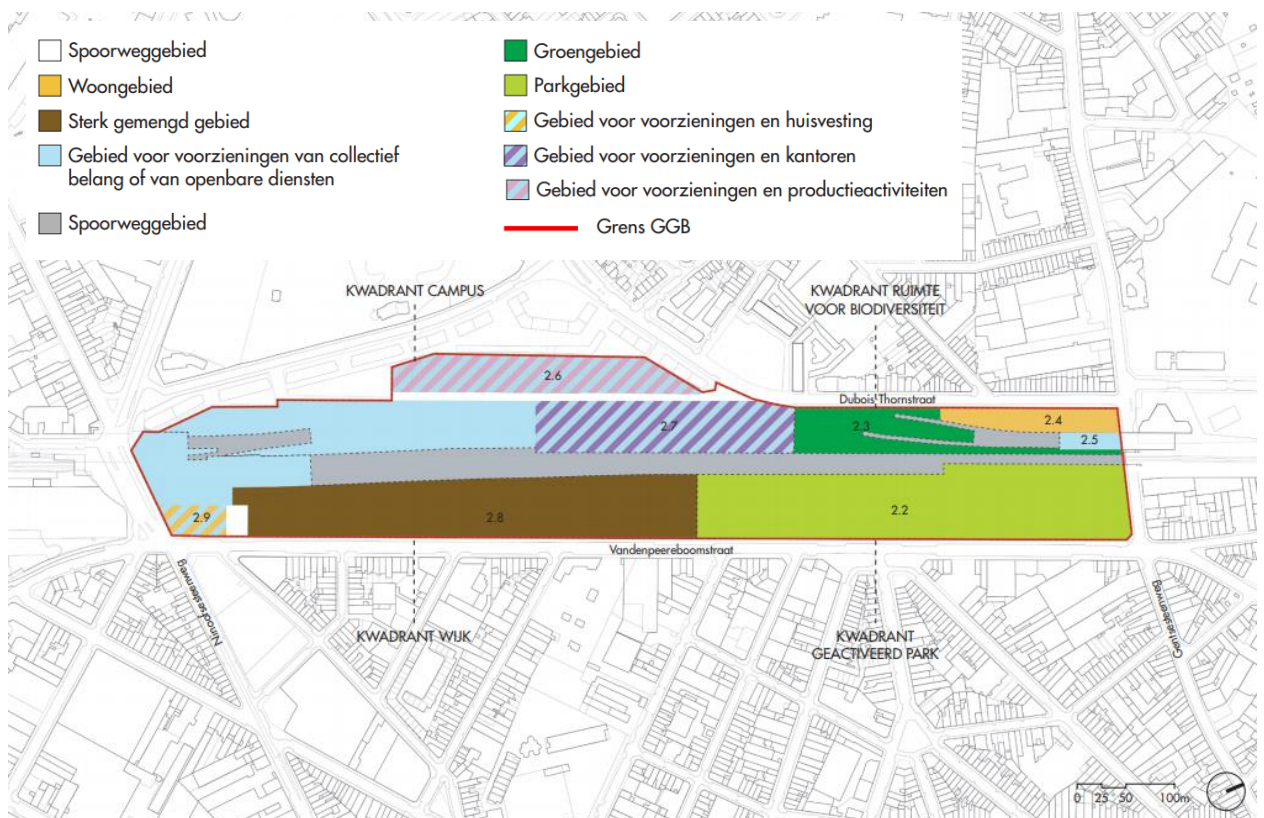 Spoorweggebied
Woongebied
Sterk gemengd gebied
Gebied voor voorzieningen van collectief
belang of van openbare diensten
Spoorweggebied
Groengebied
Parkgebied
Gebied voor voorzieningen en huisvesting
Gebied voor voorzieningen en kantoren
Gebied voor voorzieningen en productieactiviteiten
Grens GGB
KWADRANT CAMPUS
KWADRANT RUIMTE
VOOR BIODIVERSITEIT
2.6
Dubois Thornstraat
2.7
2.3
2.4
2.5
2.9
2.8
2.2
Vandenpeereboomstraat
Ninoofsesteenweg
Gentsesteenweg
KWADRANT WIJK
KWADRANT
GEACTIVEERD PARK
0 25 50 100m